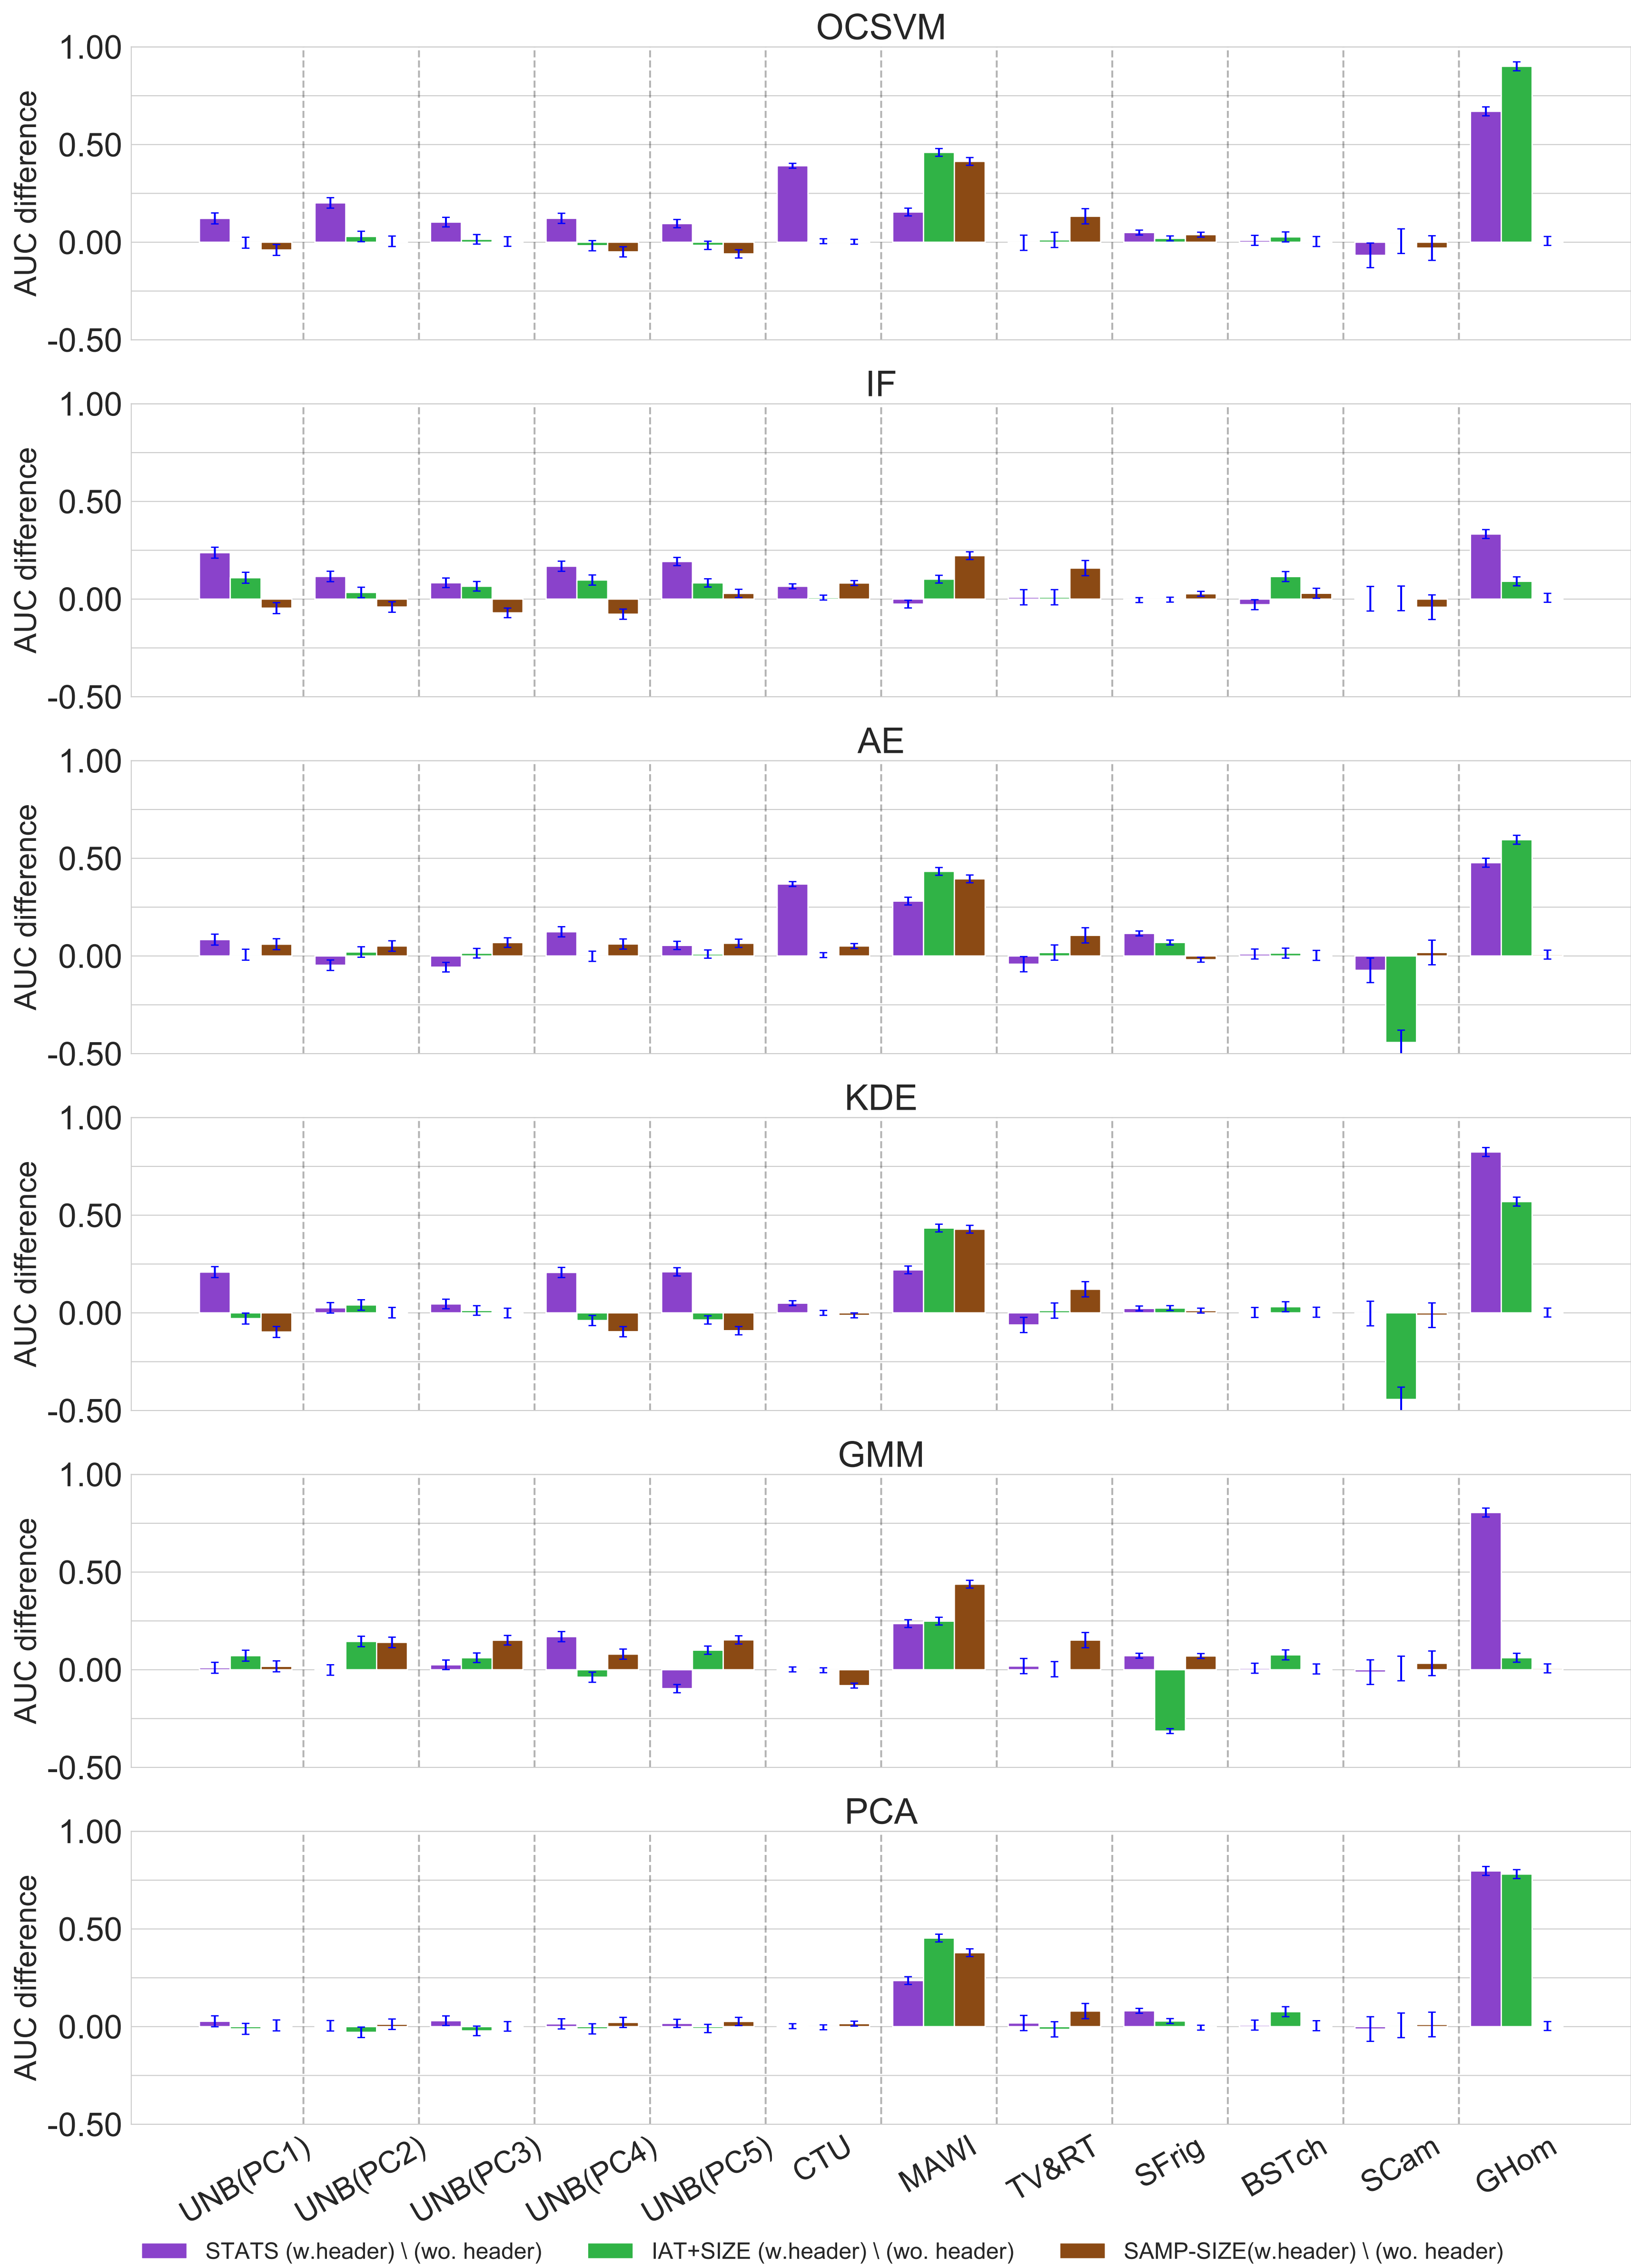 OCSVM
1.00
0.50
0.00
-0.50
AUC difference
IF
1.00
0.50
0.00
-0.50
AUC difference
AE
1.00
0.50
0.00
-0.50
AUC difference
KDE
1.00
0.50
0.00
-0.50
AUC difference
GMM
1.00
0.50
0.00
-0.50
AUC difference
PCA
1.00
0.50
0.00
-0.50
AUC difference
UNB(PC1) UNB(PC2) UNB(PC3) UNB(PC4) UNB(PC5) CTU MAWI TV&RT SFrig BSTch SCam GHom
STATS (w.header) \ (wo. header) IAT+SIZE (w.header) \ (wo. header) SAMP-SIZE(w.header) \ (wo. header)